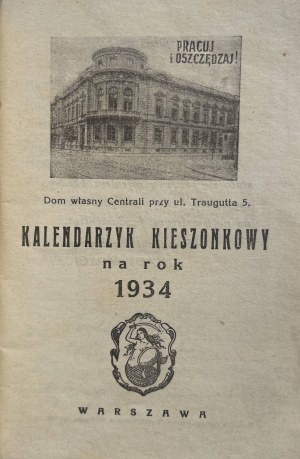 PRACUJ
i OSZCZĘDZAJ!
Dom własny Centrali przy ul. Traugutta 5.
KALENDARZYK KIESZONKOWY
na rok
1934
WARSZAWA